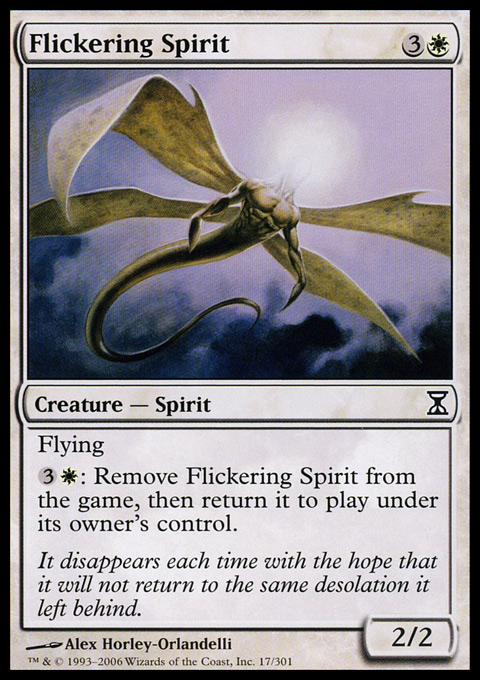 Flickering Spirit 3
Creature — Spirit
Flying
3 : Remove Flickering Spirit from
the game, then return it to play under
its owner's control.
It disappears each time with the hope that
it will not return to the same desolation it
left behind.
Alex Horley-Orlandelli
2/2
™ & © 1993–2006 Wizards of the Coast, Inc. 17/301